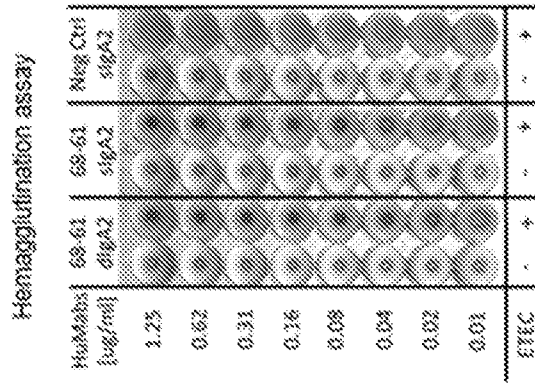 Hemagglutination assay
HuMabs [ug/ml]
69-61 dIgA2
69-61 sIgA2
Neg Ctrl sIgA2
1.25
0.62
0.31
0.16
0.08
0.04
0.02
0.01
ETEC - + - + - +